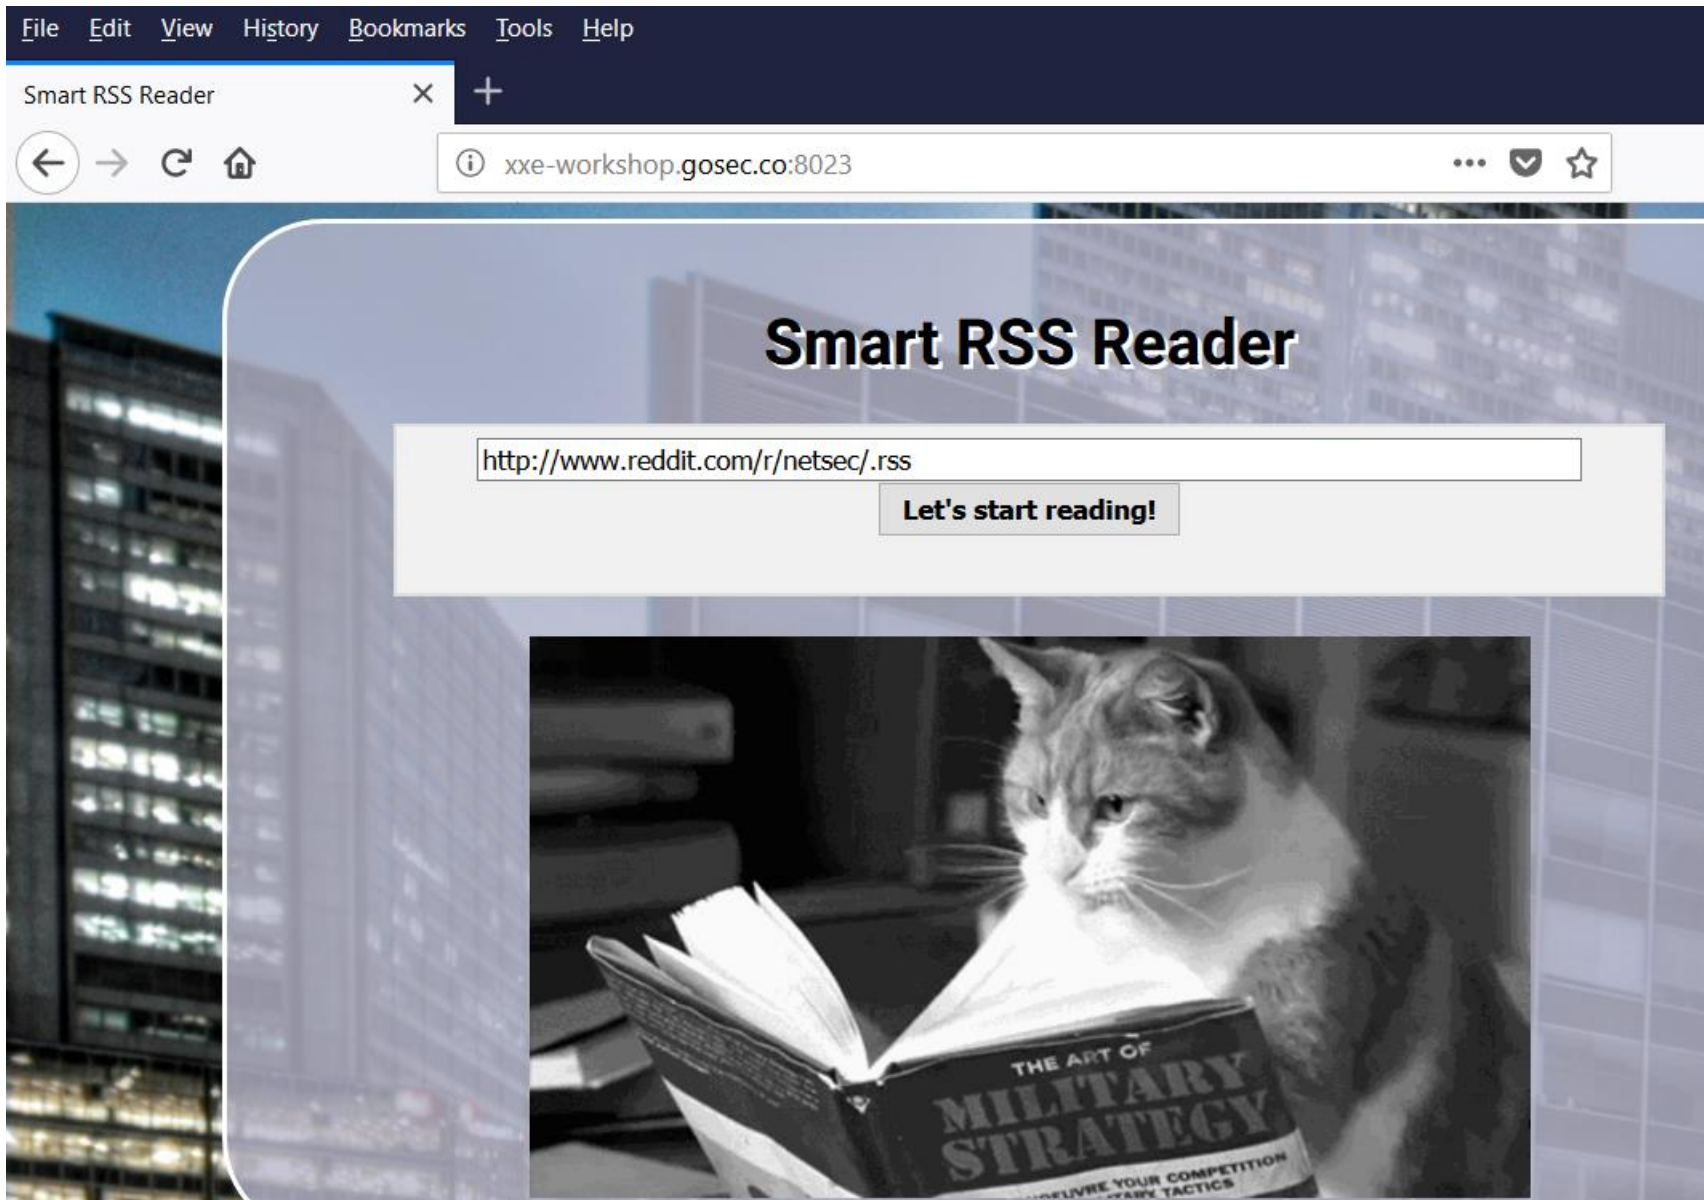 File Edit View History Bookmarks Tools Help
Smart RSS Reader
xxe-workshop.gosec.co:8023
Smart RSS Reader
http://www.reddit.com/r/netsec/.rss
Let's start reading!
THE ART OF
MILITARY
STRATEGY
YOUR COMPETITION
TACTICS